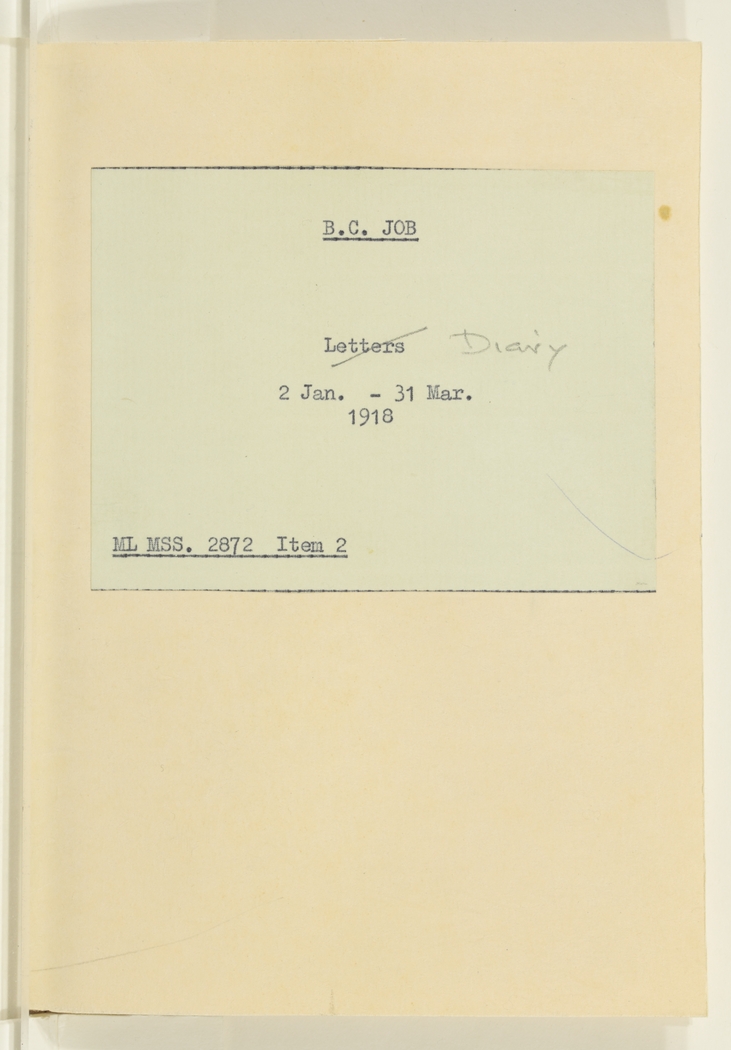 B.C. JOB
Letters Diary
2 Jan. - 31 Mar.
1918
ML MSS. 2872 Item 2